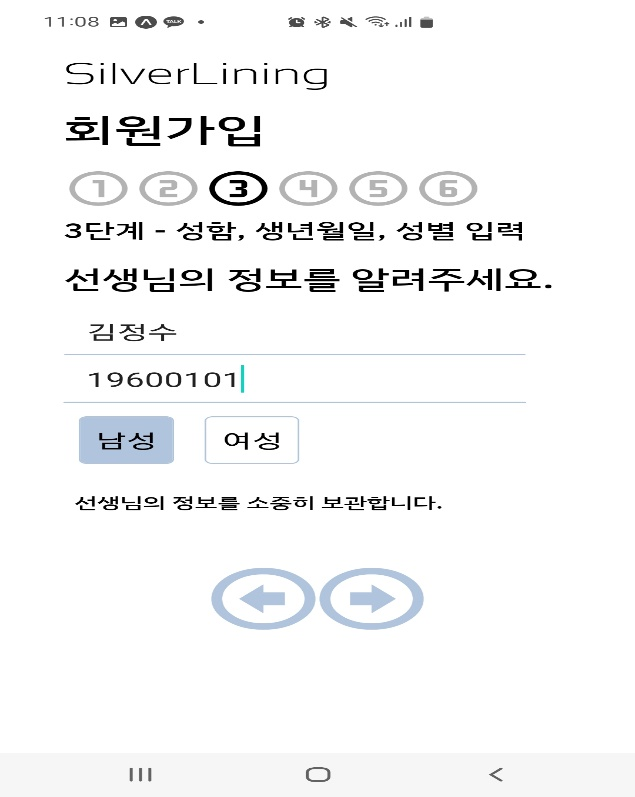 11:08
TALK
SilverLining
회원가입
1 2 3 4 5 6
3단계 - 성함, 생년월일, 성별 입력
선생님의 정보를 알려주세요.
김정수
19600101
남성 여성
선생님의 정보를 소중히 보관합니다.